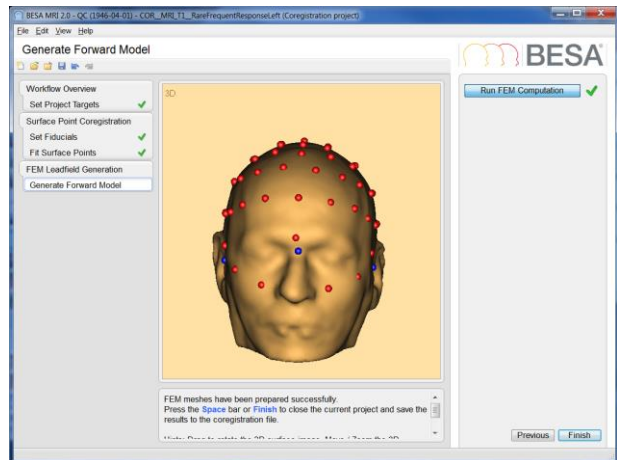 BESA MRI 2.0 - QC (1946-04-01) - COR__MRI_T1__RareFrequentResponseLeft (Coregistration project)
File Edit View Help
Generate Forward Model
BESA
Workflow Overview
Set Project Targets
Surface Point Coregistration
Set Fiducials
Fit Surface Points
FEM Leadfield Generation
Generate Forward Model
3D
Run FEM Computation
FEM meshes have been prepared successfully.
Press the Space bar or Finish to close the current project and save the
results to the coregistration file.
Previous Finish